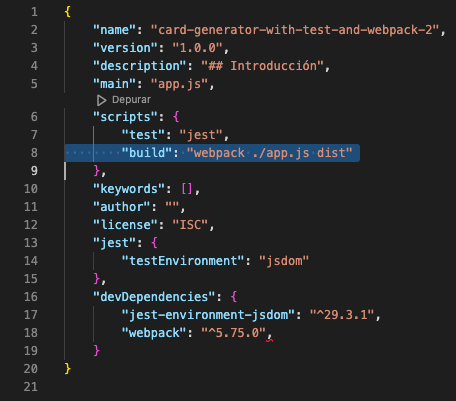 1 {
2 "name": "card-generator-with-test-and-webpack-2",
3 "version": "1.0.0",
4 "description": "## Introducción",
5 "main": "app.js",
Depurar
6 "scripts": {
7 "test": "jest",
8 "build": "webpack ./app.js dist"
9 },
10 "keywords": [],
11 "author": "",
12 "license": "ISC",
13 "jest": {
14 "testEnvironment": "jsdom"
15 },
16 "devDependencies": {
17 "jest-environment-jsdom": "^29.3.1",
18 "webpack": "^5.75.0",
19 }
20 }
21